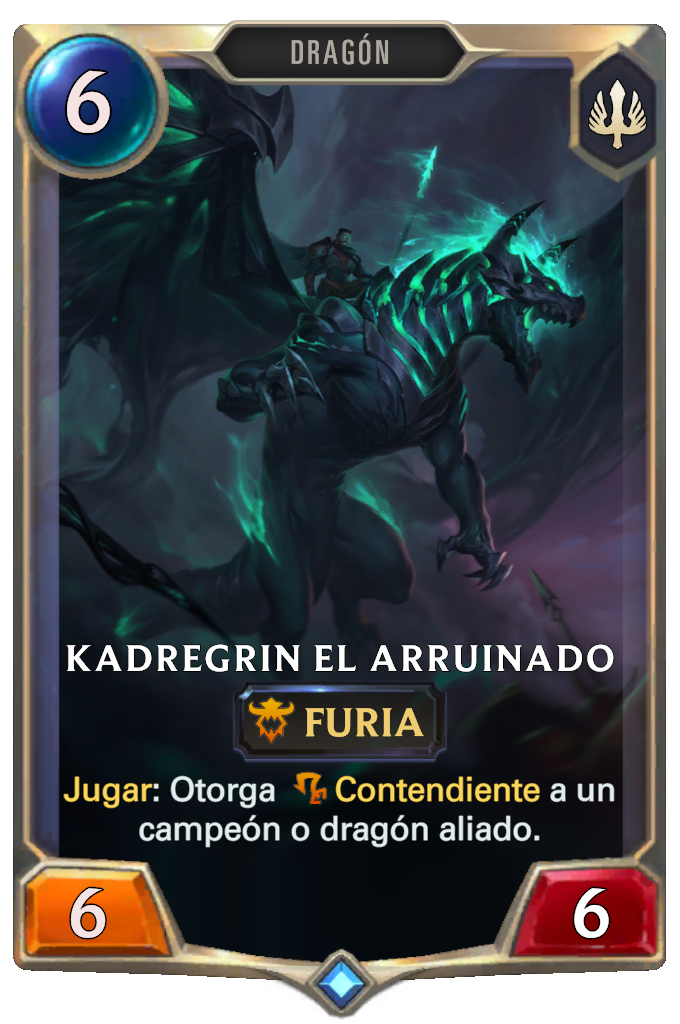 DRAGÓN
6
KADREGRIN EL ARRUINADO
FURIA
Jugar: Otorga Contendiente a un
campeón o dragón aliado.
6
6